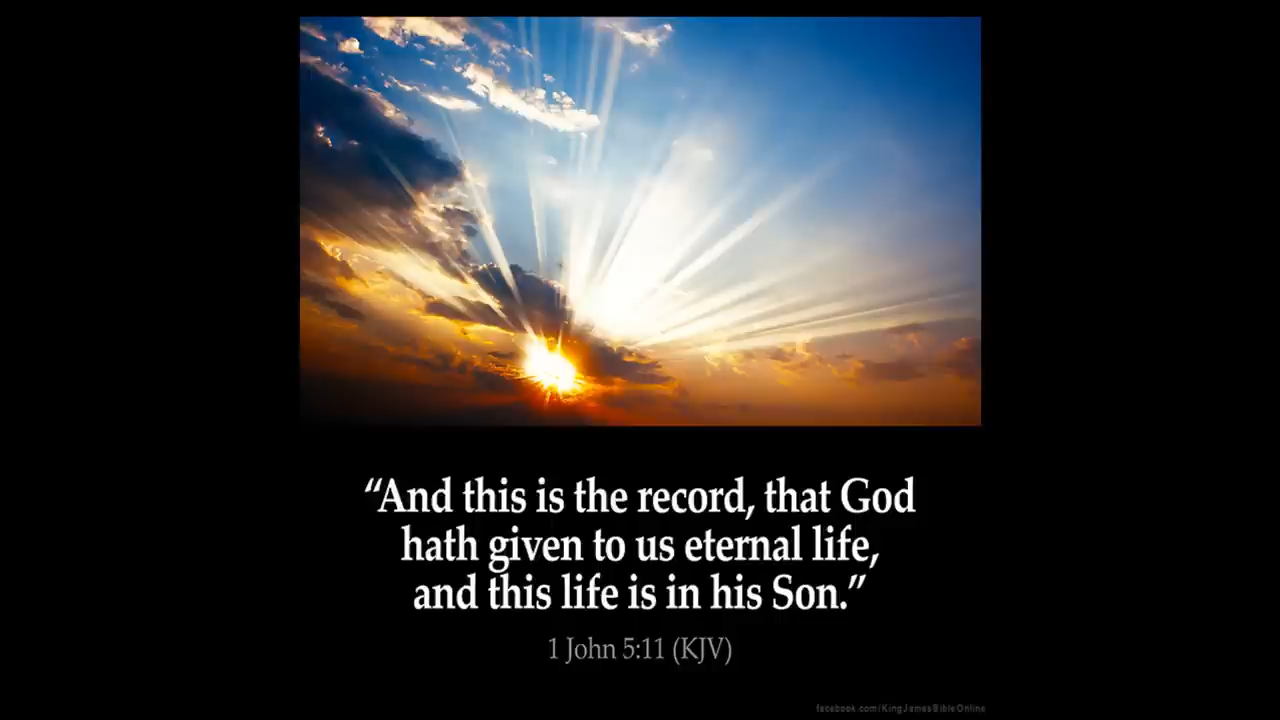 “And this is the record, that God
hath given to us eternal life,
and this life is in his Son.”
1 John 5:11 (KJV)
facebook.com/KingJamesBibleOnline